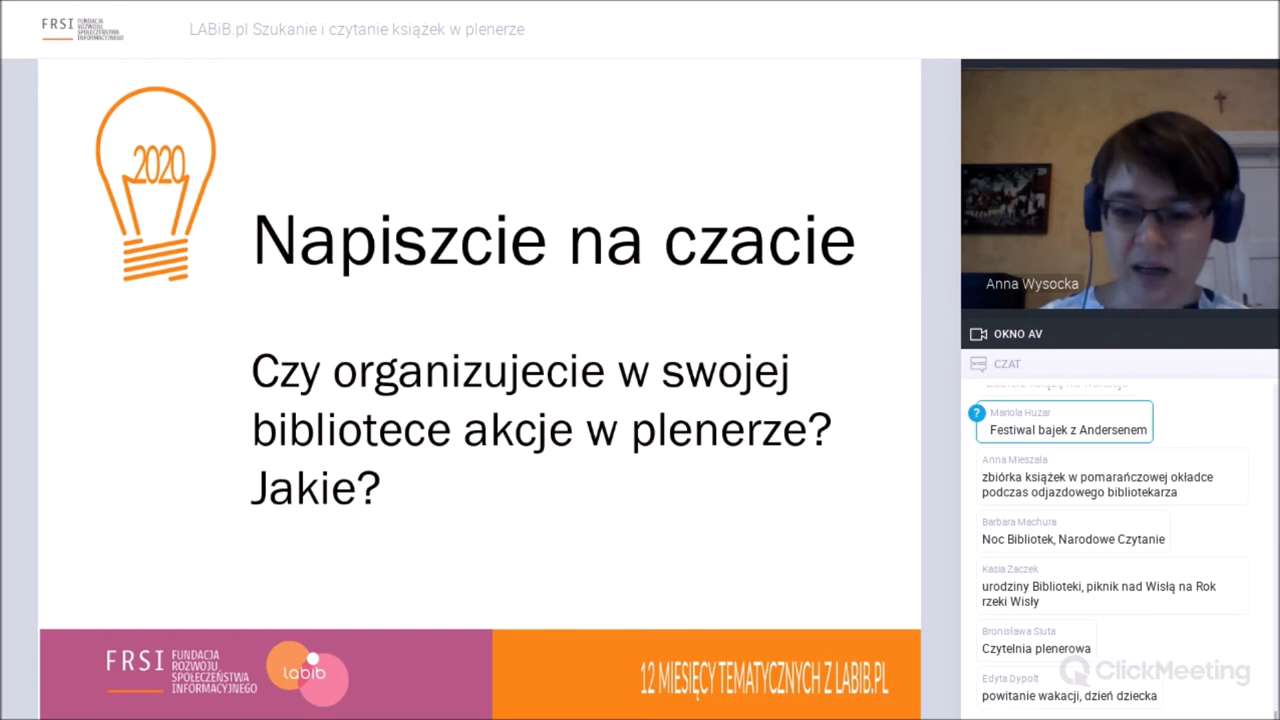 FRSI FUNDACJA
ROZWOJU
SPOŁECZEŃSTWA
INFORMACYJNEGO
LABiB.pl Szukanie i czytanie książek w plenerze
2020
Napiszcie na czacie
Czy organizujecie w swojej
bibliotece akcje w plenerze?
Jakie?
FRSI FUNDACJA
ROZWOJU
SPOŁECZEŃSTWA
INFORMACYJNEGO
labib
12 MIESIĘCY TEMATYCZNYCH Z LABIB.PL
Anna Wysocka
OKNO AV
CZAT
?
Mariola Huzar
Festiwal bajek z Andersenem
Anna Mieszala
zbiórka książek w pomarańczowej okładce
podczas odjazdowego bibliotekarza
Barbara Machura
Noc Bibliotek, Narodowe Czytanie
Kasia Żaczek
urodziny Biblioteki, piknik nad Wisłą na Rok
rzeki Wisły
Bronisława Siuta
Czytelnia plenerowa
ClickMeeting
Edyta Dypolt
powitanie wakacji, dzień dziecka